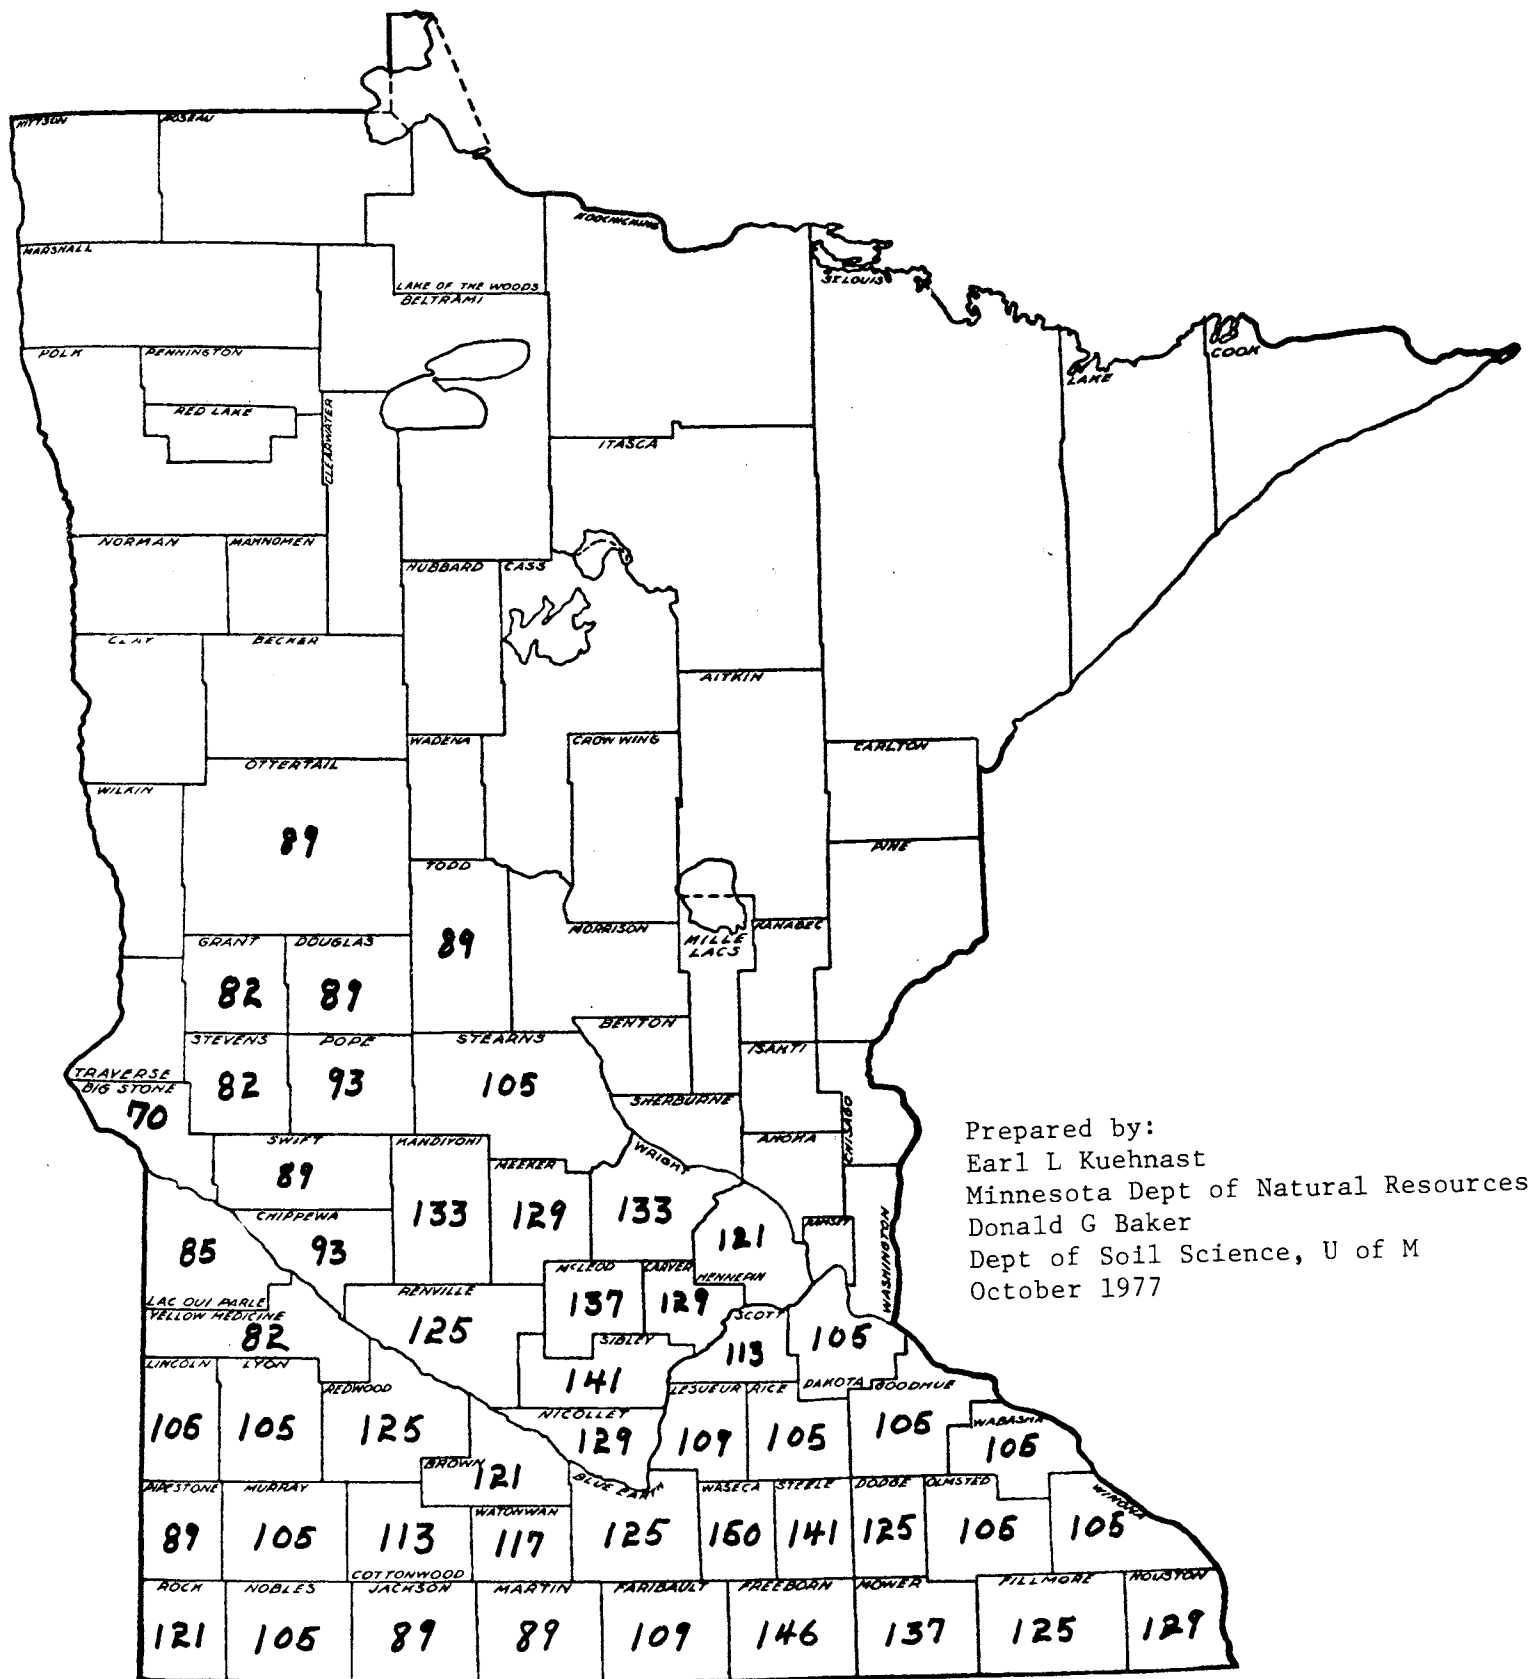 KITTSON
ROSEAU
KOOCHICHING
MARSHALL
ST. LOUIS
LAKE OF THE WOODS
BELTRAMI
POLK
PENNINGTON
COOK
LAKE
RED LAKE
CLEARWATER
ITASCA
NORMAN
MAHNOMEN
HUBBARD
CASS
CLAY
BECKER
AITKIN
WADENA
CROW WING
CARLTON
OTTERTAIL
89
WILKIN
PINE
TODD
89
MORRISON
MILLE
LACS
KANABEC
GRANT
82
DOUGLAS
89
BENTON
STEVENS
82
POPE
93
STEARNS
105
ISANTI
TRAVERSE
BIG STONE
70
SHERBURNE
CHISAGO
ANOKA
SWIFT
89
KANDIYOHI
133
MEEKER
129
WRIGHT
133
Prepared by:
Earl L Kuehnast
Minnesota Dept of Natural Resources
Donald G Baker
Dept of Soil Science, U of M
October 1977
CHIPPEWA
93
85
LAC QUI PARLE
121
HENNEPIN
RAMSEY
WASHINGTON
McLEOD
137
CARVER
129
RENVILLE
125
YELLOW MEDICINE
82
SCOTT
113
105
DAKOTA
SIBLEY
141
LINCOLN
105
LYON
105
REDWOOD
125
NICOLLET
129
LESUEUR
109
RICE
105
GOODHUE
105
WABASHA
105
BROWN
121
BLUE EARTH
125
PIPESTONE
89
MURRAY
105
113
COTTONWOOD
WATONWAN
117
WASECA
150
STEELE
141
DODGE
125
OLMSTED
105
WINONA
105
ROCK
121
NOBLES
105
JACKSON
89
MARTIN
89
FARIBAULT
109
FREEBORN
146
MOWER
137
FILLMORE
125
HOUSTON
129